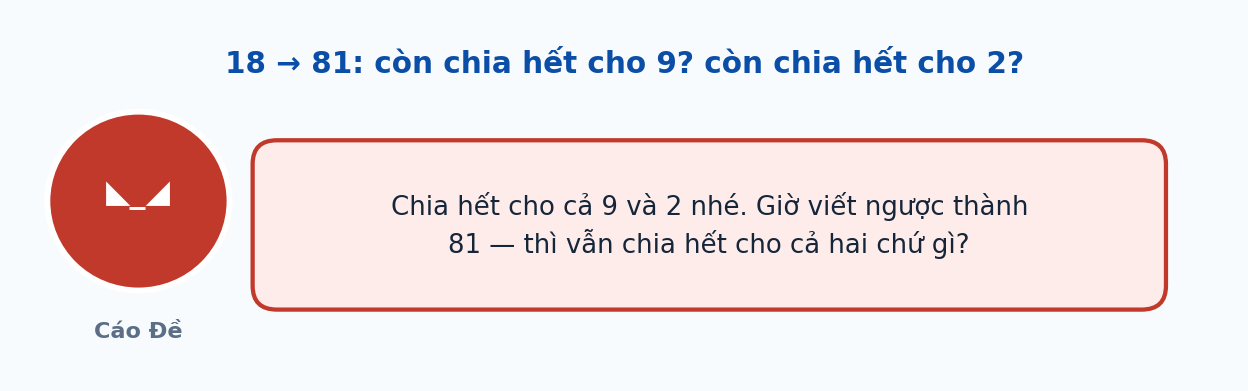 18 → 81: còn chia hết cho 9? còn chia hết cho 2?
Chia hết cho cả 9 và 2 nhé. Giờ viết ngược thành
81 — thì vẫn chia hết cho cả hai chứ gì?
Cáo Đề